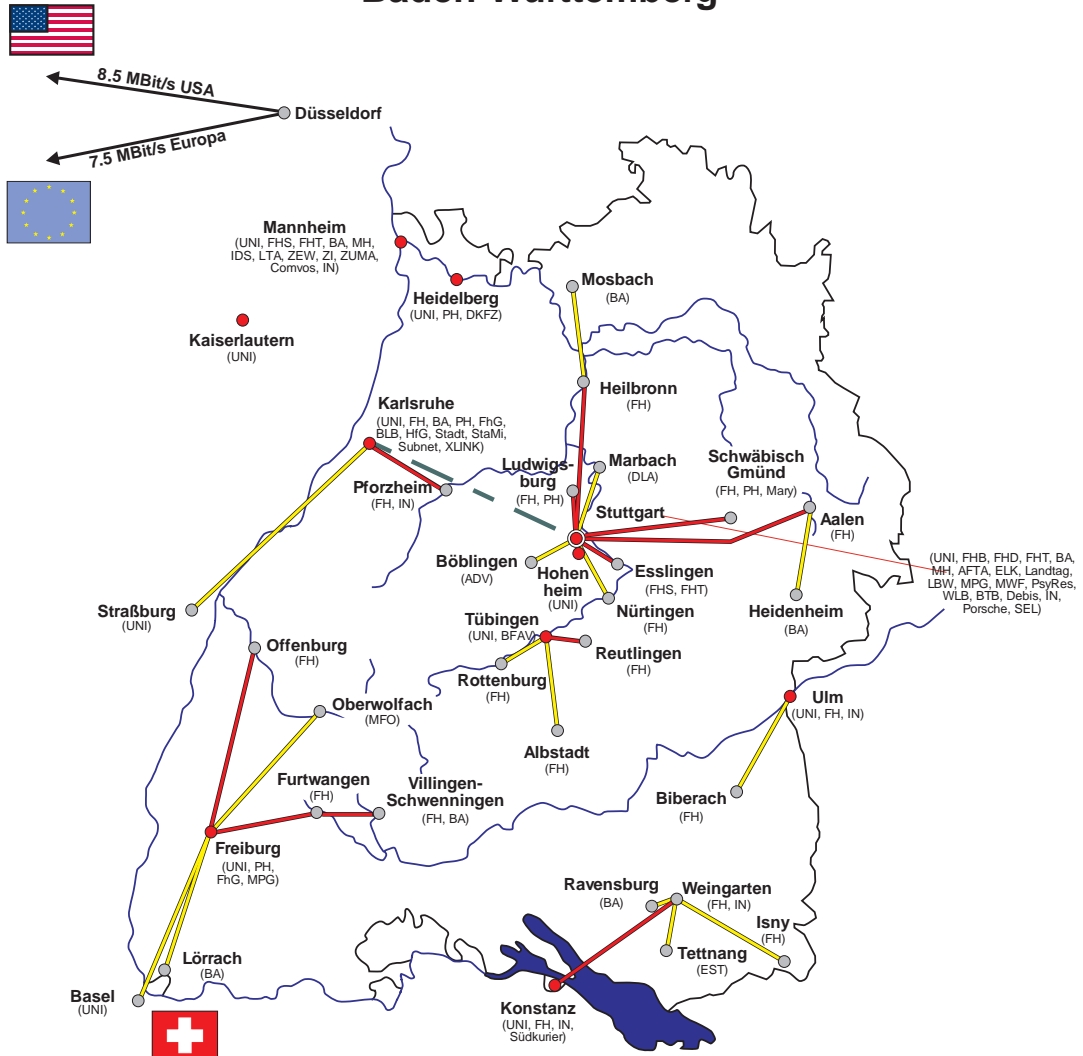 Baden-Württemberg
8.5 MBit/s USA
Düsseldorf
7.5 MBit/s Europa
Mannheim
(UNI, FHS, FHT, BA, MH,
IDS, LTA, ZEW, ZI, ZUMA,
Comvos, IN)
Heidelberg
(UNI, PH, DKFZ)
Mosbach
(BA)
Kaiserlautern
(UNI)
Heilbronn
(FH)
Karlsruhe
(UNI, FH, BA, PH, FhG,
BLB, HfG, Stadt, StaMi,
Subnet, XLINK)
Pforzheim
(FH, IN)
Ludwigs-
burg
(FH, PH)
Marbach
(DLA)
Schwäbisch
Gmünd
(FH, PH, Mary)
Stuttgart
Aalen
(FH)
(UNI, FHB, FHD, FHT, BA,
MH, AFTA, ELK, Landtag,
LBW, MPG, MWF, PsyRes,
WLB, BTB, Debis, IN,
Porsche, SEL)
Böblingen
(ADV)
Hohen
heim
(UNI)
Esslingen
(FHS, FHT)
Nürtingen
(FH)
Heidenheim
(BA)
Straßburg
(UNI)
Tübingen
(UNI, BFAV)
Reutlingen
(FH)
Offenburg
(FH)
Rottenburg
(FH)
Oberwolfach
(MFO)
Ulm
(UNI, FH, IN)
Albstadt
(FH)
Furtwangen
(FH)
Villingen-
Schwenningen
(FH, BA)
Biberach
(FH)
Freiburg
(UNI, PH,
FhG, MPG)
Ravensburg
(BA)
Weingarten
(FH, IN)
Isny
(FH)
Tettnang
(EST)
Lörrach
(BA)
Basel
(UNI)
Konstanz
(UNI, FH, IN,
Südkurier)